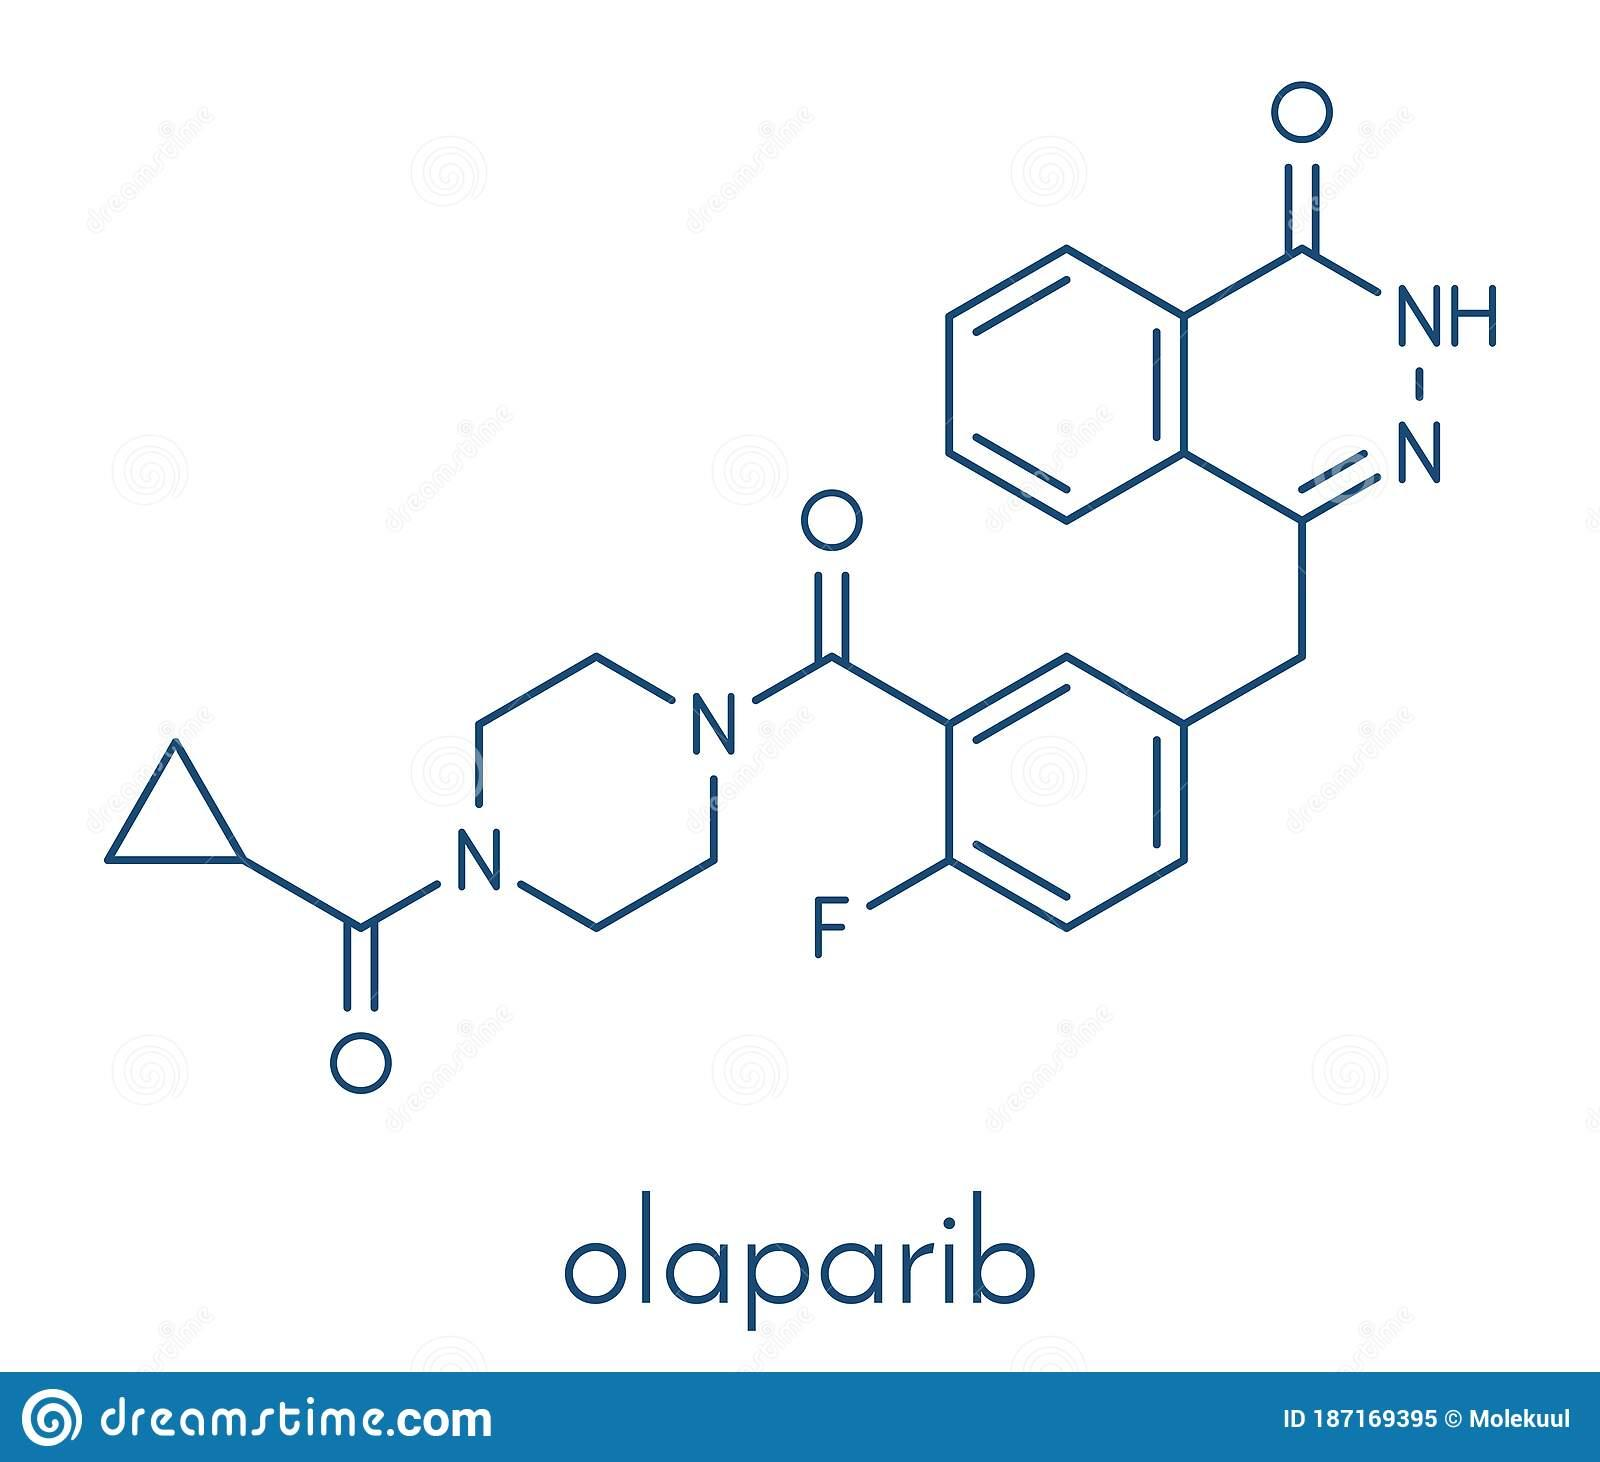 O
NH
N
O
N
N
F
O
olaparib
dreamstime.com
ID 187169395 © Molekuul